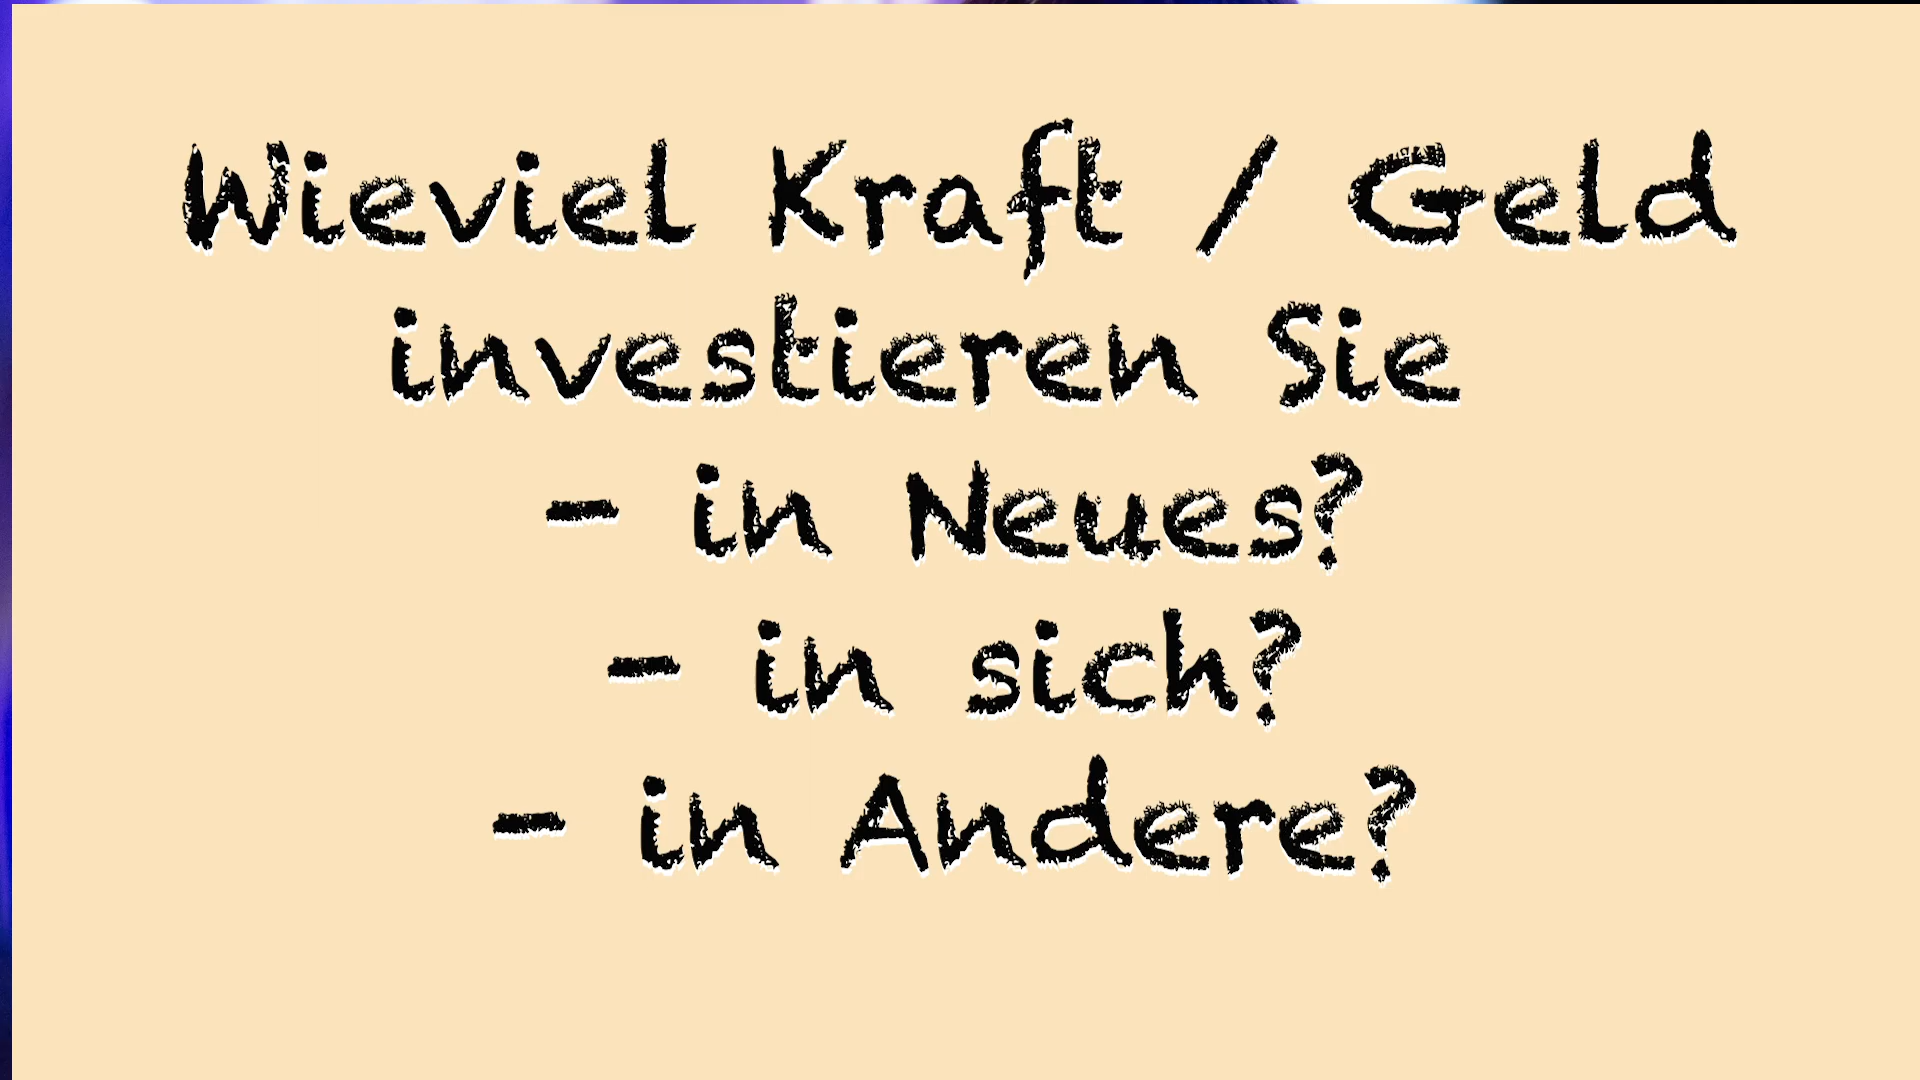 Wieviel Kraft / Geld
investieren Sie
- in Neues?
- in sich?
- in Andere?